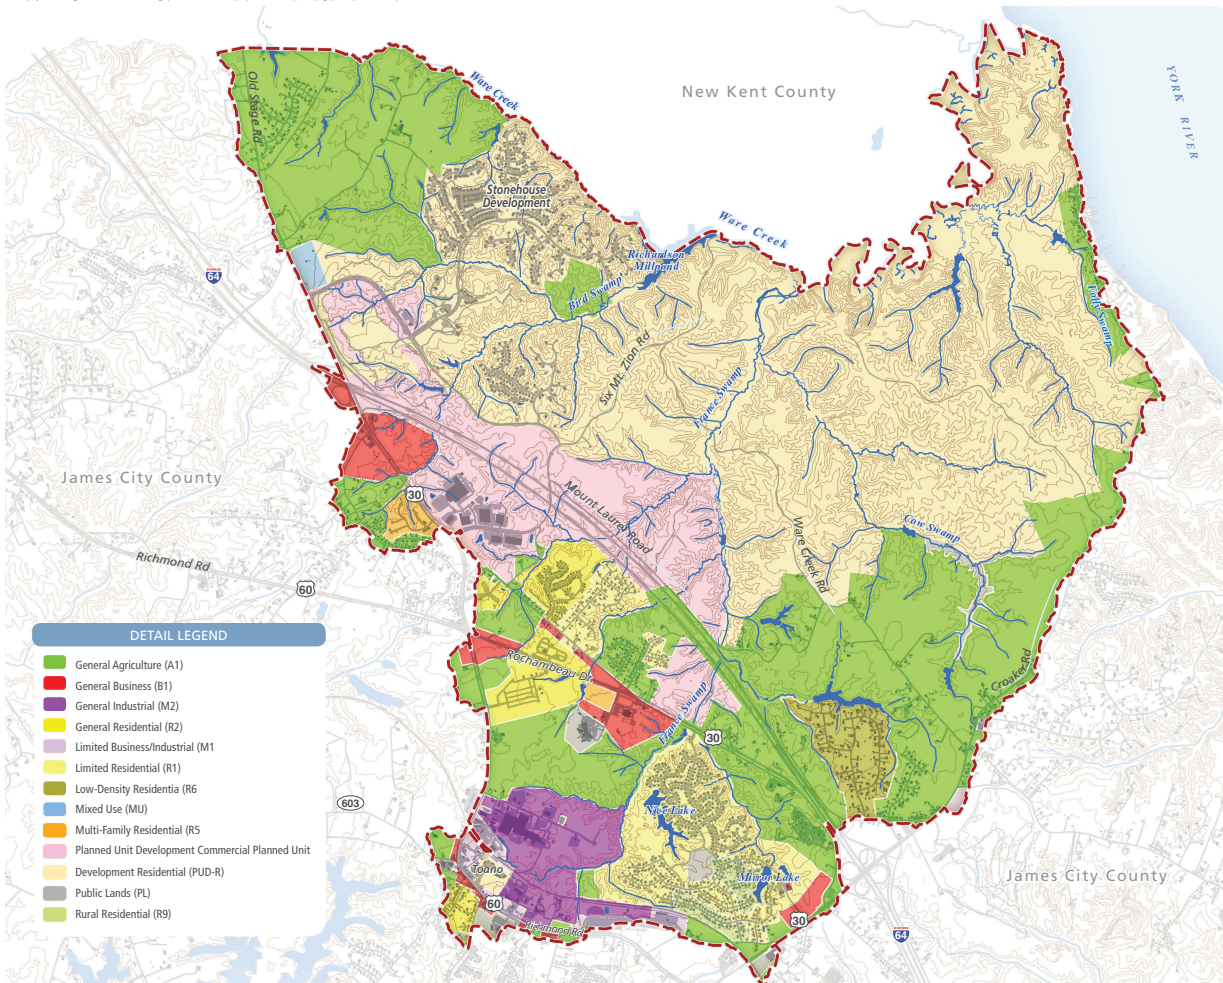 Ware Creek
New Kent County
YORK RIVER
Old Stage Rd
Stonehouse
Development
Ware Creek
64
Richardson
Millpond
Bird Swamp
Folly Swamp
Six Mt. Zion Rd
France Swamp
James City County
30
Mount Laurel Road
Ware Creek Rd
Cow Swamp
Richmond Rd
60
DETAIL LEGEND
General Agriculture (A1)
General Business (B1)
General Industrial (M2)
General Residential (R2)
Limited Business/Industrial (M1
Limited Residential (R1)
Low-Density Residentia (R6
Mixed Use (MU)
Multi-Family Residential (R5
Planned Unit Development Commercial Planned Unit
Development Residential (PUD-R)
Public Lands (PL)
Rural Residential (R9)
Rochambeau Dr
Croaker Rd
France Swamp
30
603
Nice Lake
Toano
Mirror Lake
James City County
60
Richmond Rd
30
64